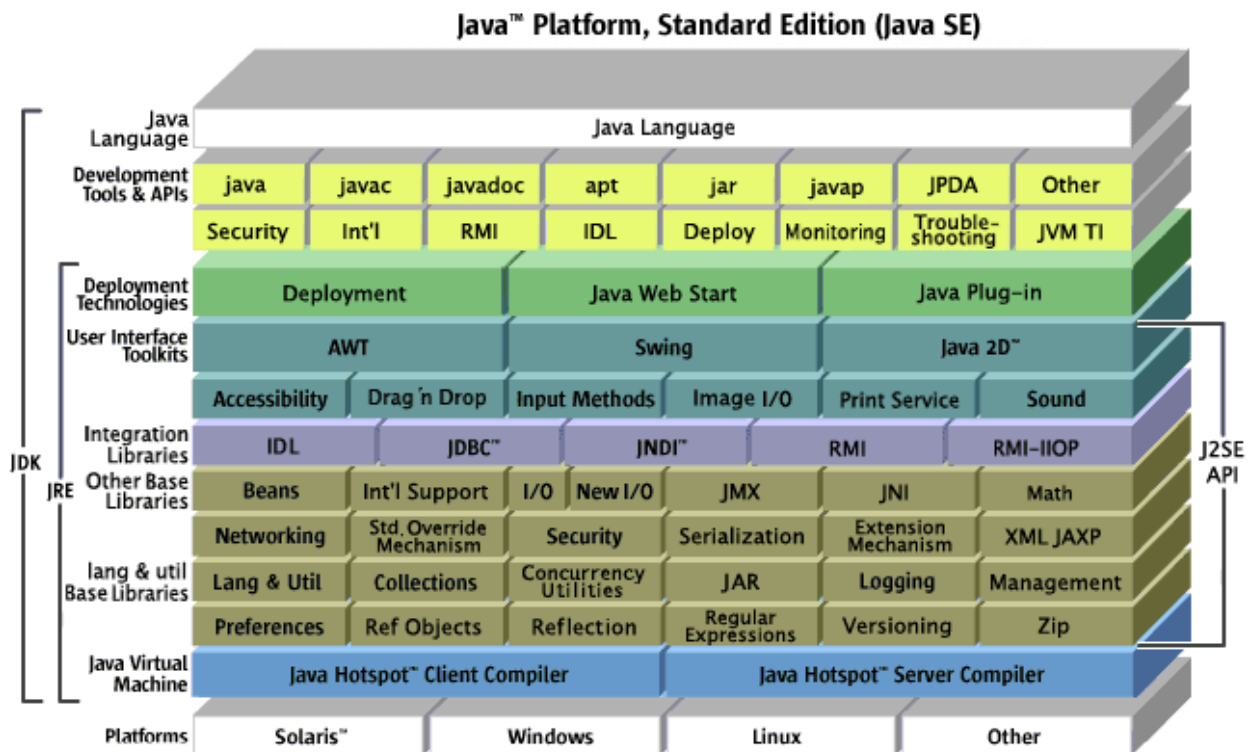 Java™ Platform, Standard Edition (Java SE)
Java
Language
Java Language
Development
Tools & APIs
java javac javadoc apt jar javap JPDA Other
Security Int'l RMI IDL Deploy Monitoring Trouble-
shooting JVM TI
Deployment
Technologies
Deployment Java Web Start Java Plug-in
User Interface
Toolkits
AWT Swing Java 2D™
Accessibility Drag 'n Drop Input Methods Image I/O Print Service Sound
Integration
Libraries
IDL JDBC™ JNDI™ RMI RMI-IIOP
JDK
JRE
J2SE
API
Other Base
Libraries
Beans Int'l Support I/O New I/O JMX JNI Math
Networking Std. Override
Mechanism Security Serialization Extension
Mechanism XML JAXP
lang & util
Base Libraries
Lang & Util Collections Concurrency
Utilities JAR Logging Management
Preferences Ref Objects Reflection Regular
Expressions Versioning Zip
Java Virtual
Machine
Java Hotspot™ Client Compiler Java Hotspot™ Server Compiler
Platforms Solaris™ Windows Linux Other